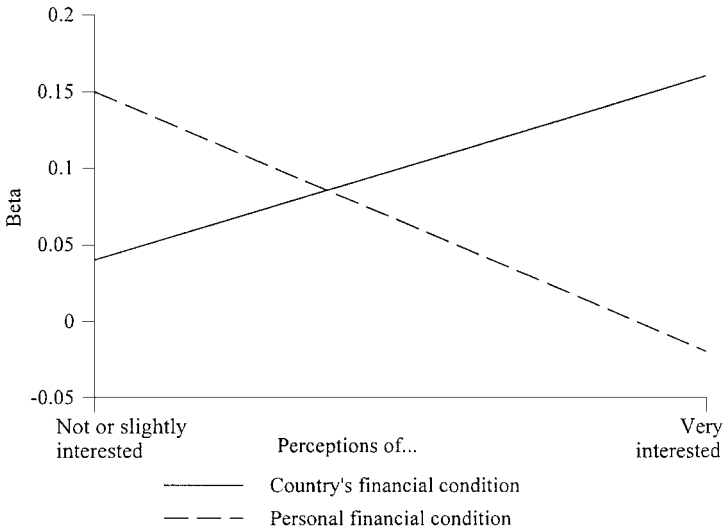 0.2
0.15
0.1
0.05
0
-0.05
Beta
Not or slightly
interested
Very
interested
Perceptions of...
Country's financial condition
Personal financial condition